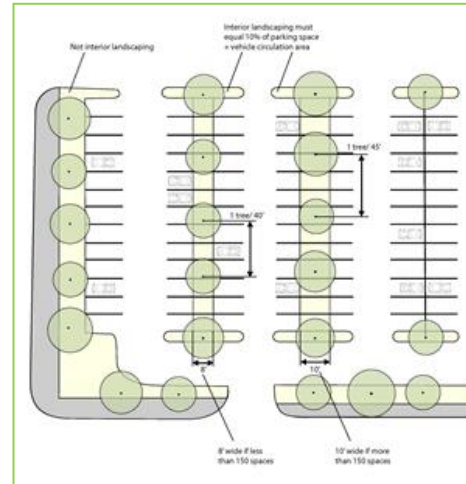 Interior landscaping must
equal 10% of parking space
+ vehicle circulation area
Not interior landscaping
1 tree/ 45'
1 tree/ 40'
8'
10'
8' wide if less
than 150 spaces
10' wide if more
than 150 spaces